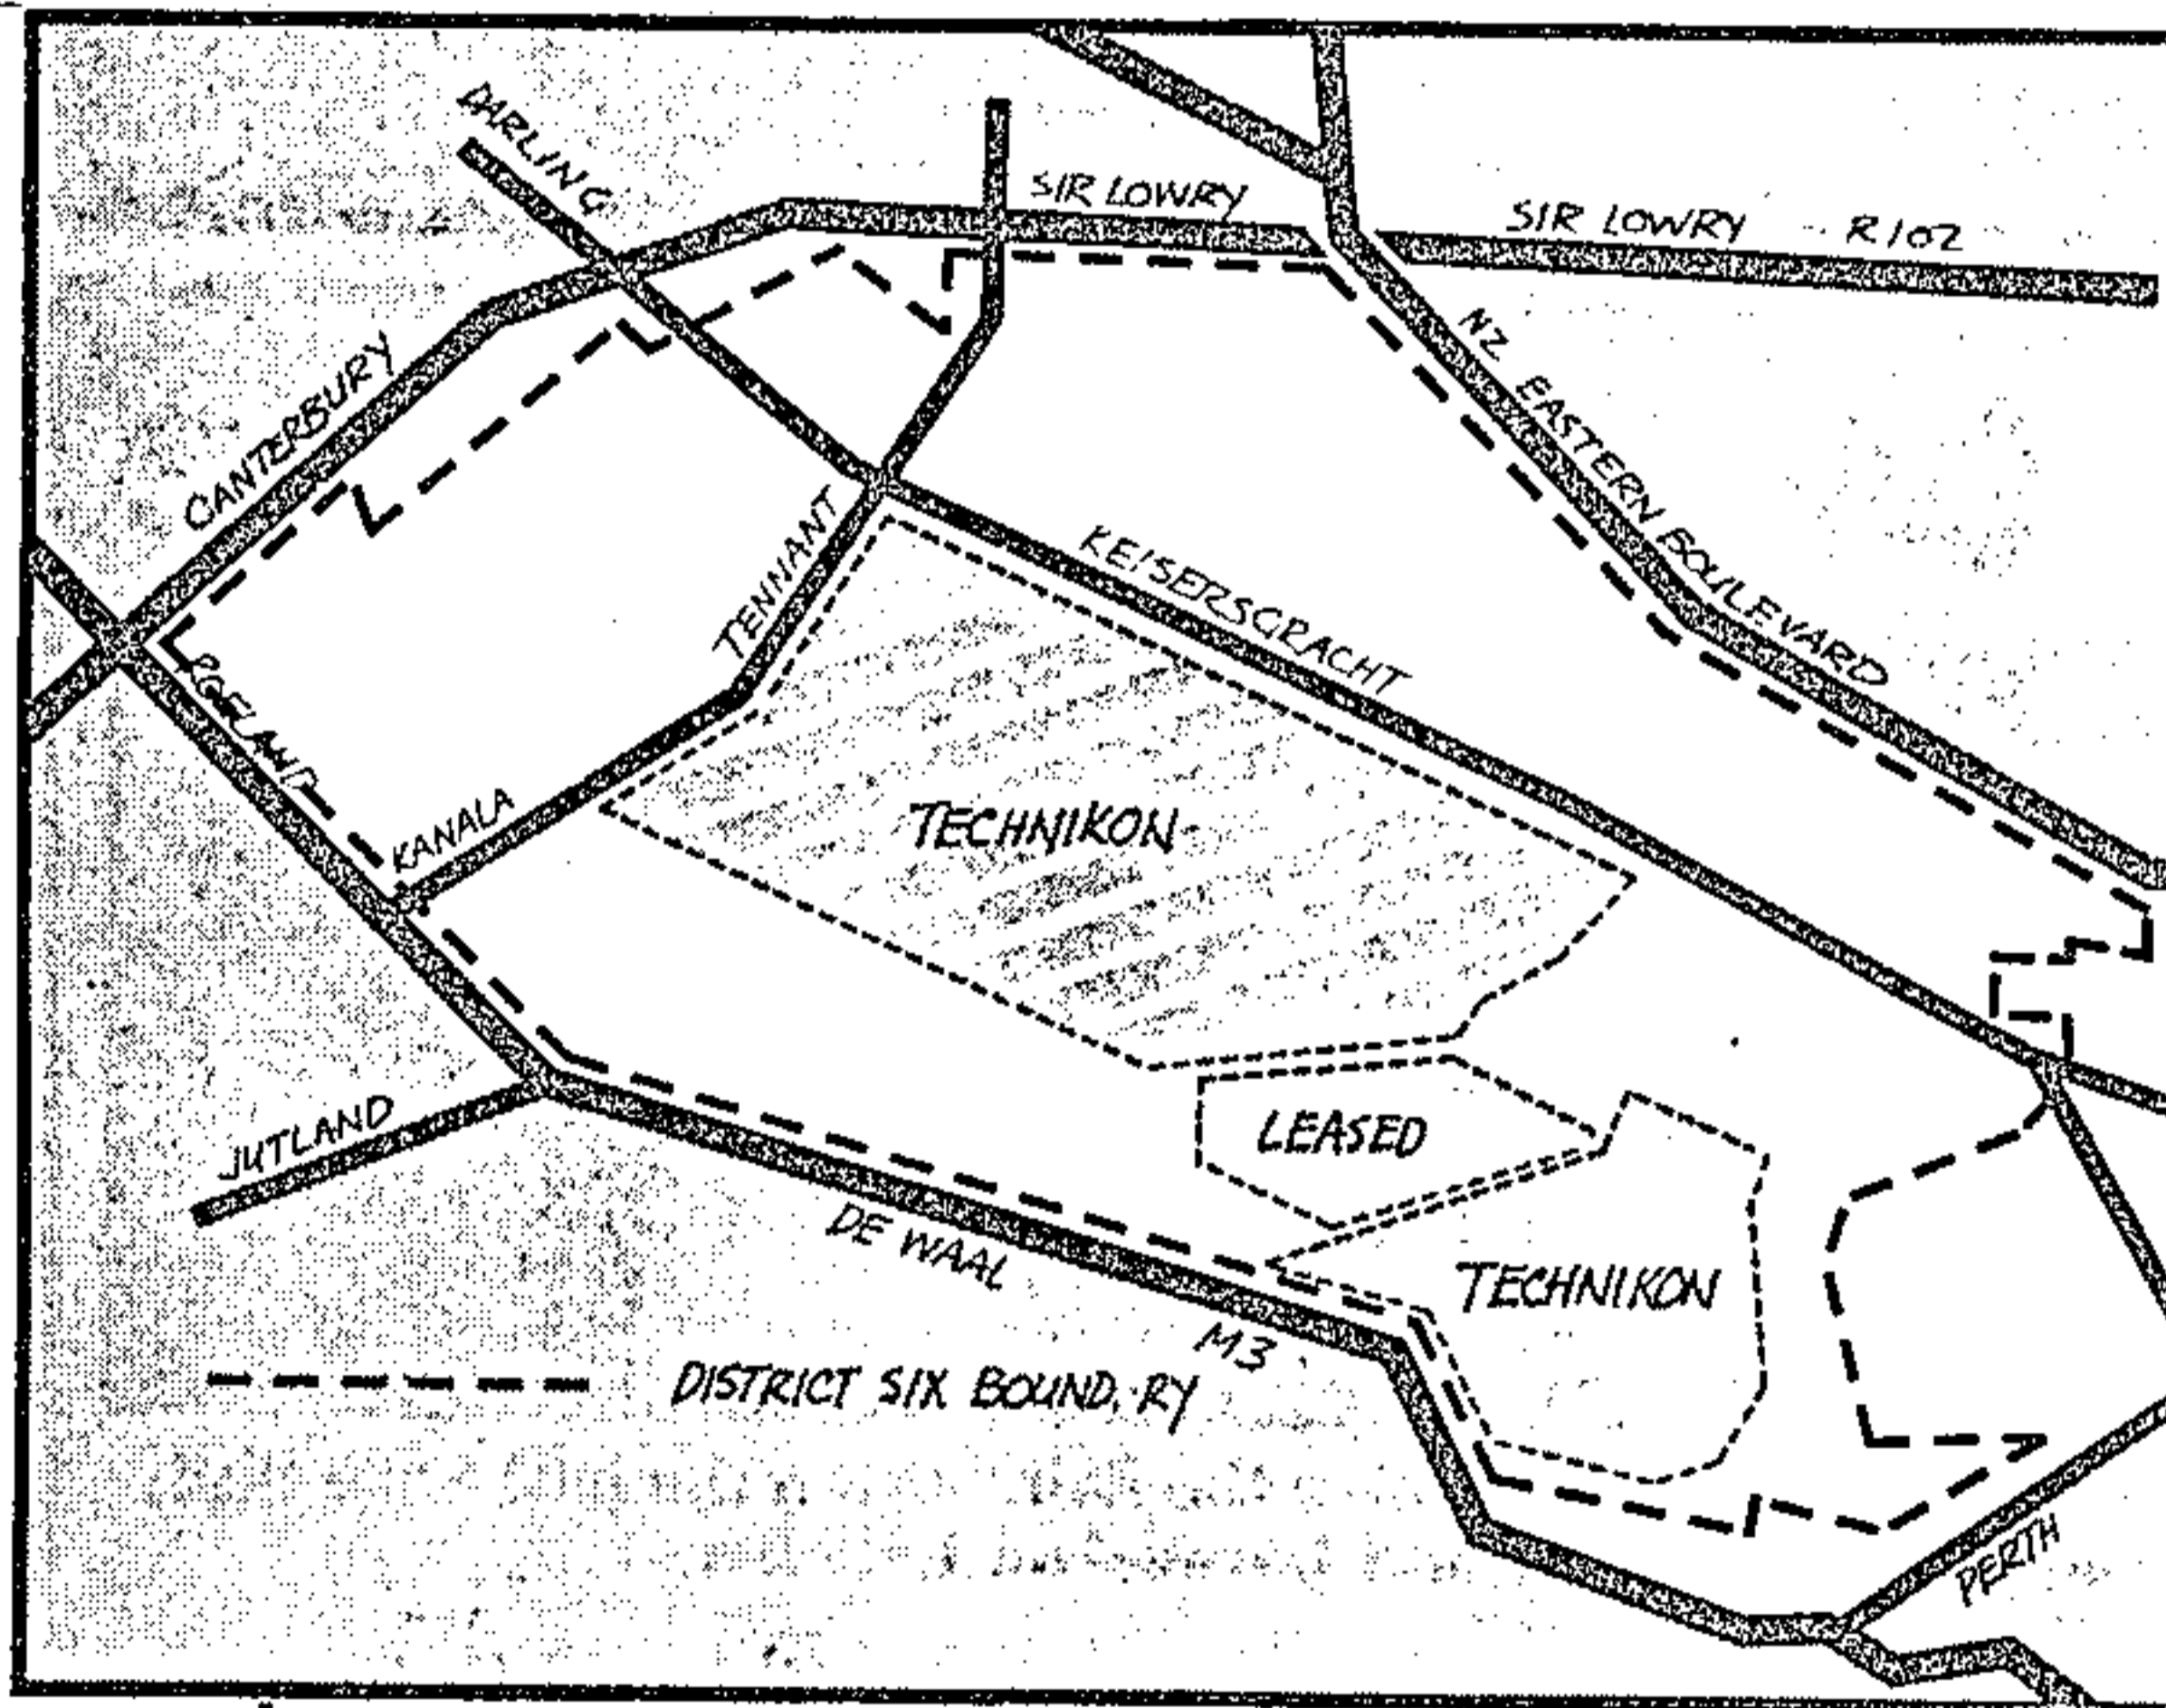 DARLING
SIR LOWRY
SIR LOWRY R102
CANTERBURY
N2 EASTERN BOULEVARD
TENNANT
KEISERSGRACHT
ROELAND
KANALA
TECHNIKON
LEASED
JUTLAND
DE WAAL
M3
TECHNIKON
DISTRICT SIX BOUND, RY
PERTH